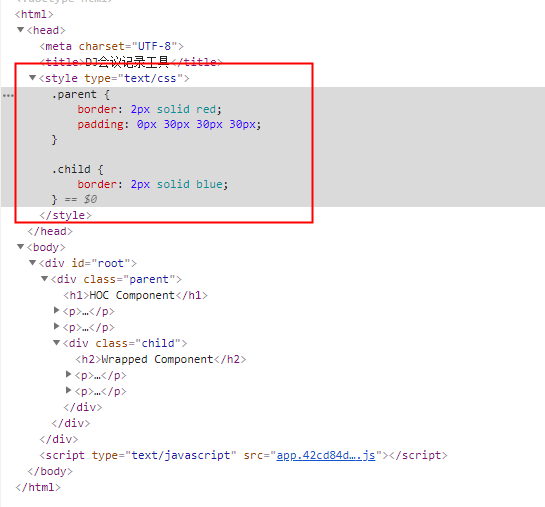 <html>
▼<head>
<meta charset="UTF-8">
<title>DJ会议记录工具</title>
▼<style type="text/css">
… .parent {
border: 2px solid red;
padding: 0px 30px 30px 30px;
}
.child {
border: 2px solid blue;
} == $0
</style>
</head>
▼<body>
▼<div id="root">
▼<div class="parent">
<h1>HOC Component</h1>
▶<p>…</p>
▶<p>…</p>
▼<div class="child">
<h2>Wrapped Component</h2>
▶<p>…</p>
▶<p>…</p>
</div>
</div>
</div>
<script type="text/javascript" src="app.42cd84d….js"></script>
</body>
</html>